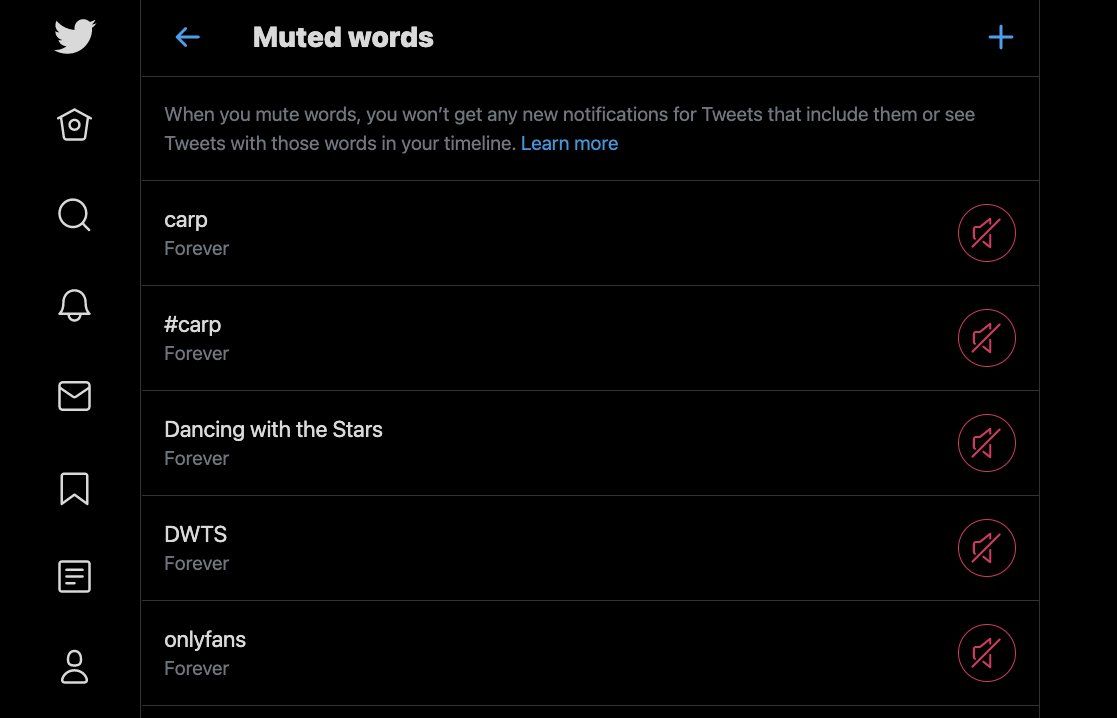 Muted words
When you mute words, you won’t get any new notifications for Tweets that include them or see
Tweets with those words in your timeline. Learn more
carp
Forever
#carp
Forever
Dancing with the Stars
Forever
DWTS
Forever
onlyfans
Forever